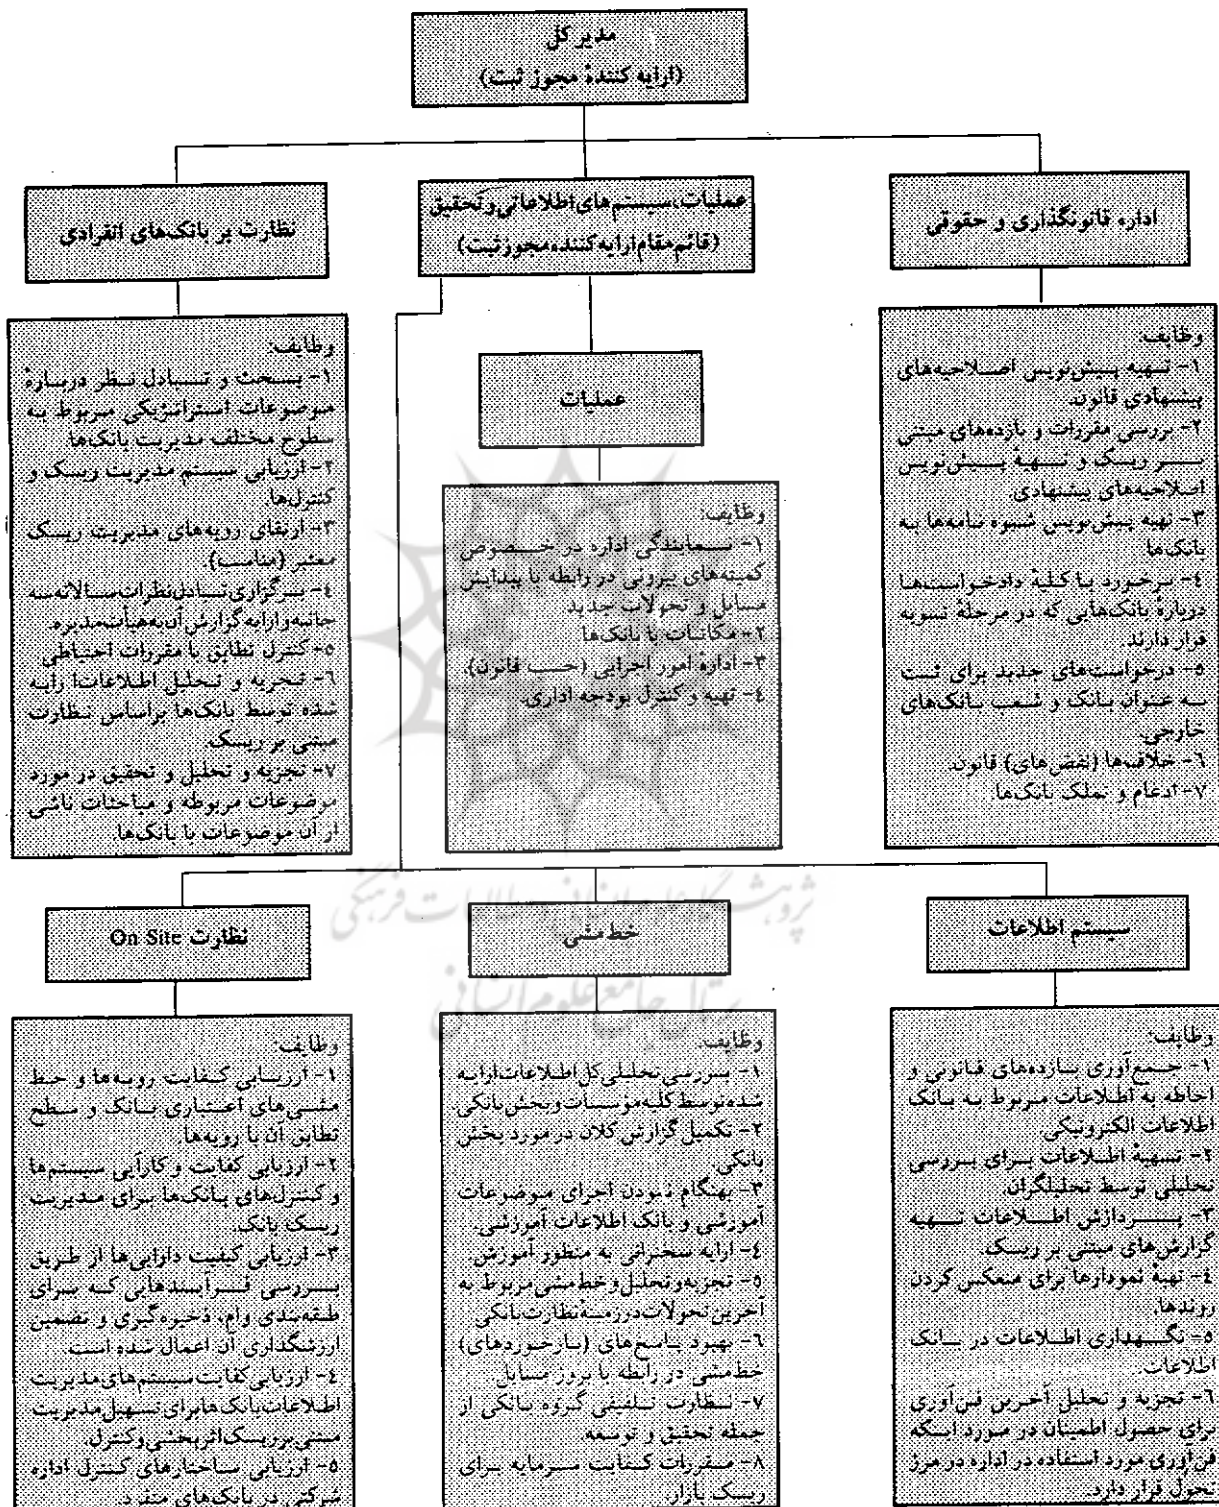 مدیر کل
(ارایه کنندهٔ مجوز ثبت)
اداره قانونگذاری و حقوقی
عملیات، سیستم‌های اطلاعاتی و تحقیق
(قائم مقام ارایه کننده مجوز ثبت)
نظارت بر بانک‌های انفرادی
وظایف:
۱- تهیه پیش‌نویس اصلاحیه‌های
پیشنهادی قانون.
۲- بررسی مقررات و بازده‌های مبتنی
بر ریسک و تهیهٔ پیش‌نویس
اصلاحیه‌های پیشنهادی.
۳- تهیه پیش‌نویس شیوه نامه‌ها به
بانک‌ها
۴- برخورد با کلیهٔ دادخواست‌ها
دربارهٔ بانک‌هایی که در مرحلهٔ تسویه
قرار دارند.
۵- درخواست‌های جدید برای ثبت
به عنوان بانک و شعب بانک‌های
خارجی.
۶- خلاف‌ها (نقض‌های) قانون.
۷- ادغام و تملک بانک‌ها.
عملیات
وظایف:
۱- نمایندگی اداره در خصوص
کمیته‌های بیرونی در رابطه با پیدایش
مسایل و تحولات جدید
۲- مکاتبات با بانک‌ها
۳- ادارهٔ امور اجرایی (حسب قانون)
۴- تهیه و کنترل بودجه اداری.
وظایف:
۱- بحث و تبادل نظر دربارهٔ
موضوعات استراتژیکی مربوط به
سطوح مختلف مدیریت بانک‌ها.
۲- ارزیابی سیستم مدیریت ریسک و
کنترل‌ها.
۳- ارتقای رویه‌های مدیریت ریسک
معتبر (مناسب).
۴- برگزاری تبادل نظرات سالانه سه
جانبه و ارایه گزارش آن به هیأت مدیره.
۵- کنترل تطابق با مقررات احتیاطی
۶- تجزیه و تحلیل اطلاعات ارایه
شده توسط بانک‌ها براساس نظارت
مبتنی بر ریسک.
۷- تجزیه و تحلیل و تحقیق در مورد
موضوعات مربوطه و مباحثات ناشی
از آن موضوعات با بانک‌ها.
پژوهشگاه علوم انسانی و مطالعات فرهنگی
پرتال جامع علوم انسانی
سیستم اطلاعات
خط مشی
نظارت On Site
وظایف:
۱- جمع‌آوری بازده‌های قانونی و
احاطه به اطلاعات مربوط به بانک
اطلاعات الکترونیکی.
۲- تهیهٔ اطلاعات برای بررسی
تحلیلی توسط تحلیلگران.
۳- پردازش اطلاعات تهیه
گزارش‌های مبتنی بر ریسک.
۴- تهیهٔ نمودارها برای منعکس کردن
روندها.
۵- نگهداری اطلاعات در بانک
اطلاعات.
۶- تجزیه و تحلیل آخرین فن‌آوری
برای حصول اطمینان در مورد اینکه
فن‌آوری مورد استفاده در اداره در مرز
تحول قرار دارد.
وظایف:
۱- بررسی تحلیلی کل اطلاعات ارایه
شده توسط کلیه مؤسسات و بخش بانکی
۲- تکمیل گزارش کلان در مورد بخش
بانکی.
۳- بهنگام نمودن اجرای موضوعات
آموزشی و بانک اطلاعات آموزشی.
۴- ارایه سخنرانی به منظور آموزش.
۵- تجزیه و تحلیل و خط مشی مربوط به
آخرین تحولات در زمینهٔ نظارت بانکی
۶- بهبود پاسخ‌های (بازخوردهای)
خط‌مشی در رابطه با بروز مسایل.
۷- نظارت تلفیقی گروه بانکی از
جمله تحقیق و توسعه.
۸- مقررات کفایت سرمایه برای
ریسک بازار.
وظایف:
۱- ارزیابی کفایت رویه‌ها و خط
مشی‌های اعتباری بانک و سطح
تطابق آن با رویه‌ها.
۲- ارزیابی کفایت و کارآیی سیستم‌ها
و کنترل‌های بانک‌ها برای مدیریت
ریسک بانک.
۳- ارزیابی کیفیت دارایی‌ها از طریق
بررسی فرآیندهایی که برای
طبقه‌بندی وام، ذخیره‌گیری و تضمین
ارزشگذاری آن اعمال شده است.
۴- ارزیابی کفایت سیستم‌های مدیریت
اطلاعات بانک‌ها برای تسهیل مدیریت
مبتنی بر ریسک اثربخشی و کنترل.
۵- ارزیابی ساختارهای کنترل اداره
شرکتی در بانک‌های منفرد.